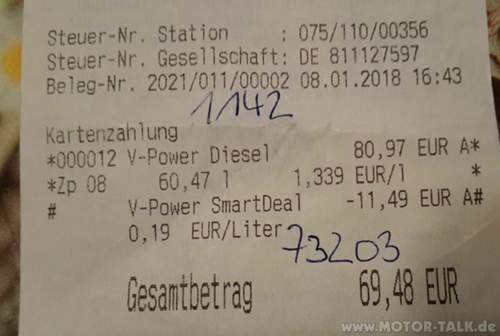 Steuer-Nr. Station : 075/110/00356
Steuer-Nr. Gesellschaft: DE 811127597
Beleg-Nr. 2021/011/00002 08.01.2018 16:43
1142
Kartenzahlung
*000012 V-Power Diesel 80,97 EUR A*
*Zp 08 60,47 l 1,339 EUR/l *
# V-Power SmartDeal -11,49 EUR A#
0,19 EUR/Liter
73203
Gesamtbetrag 69,48 EUR
www.MOTOR-TALK.de